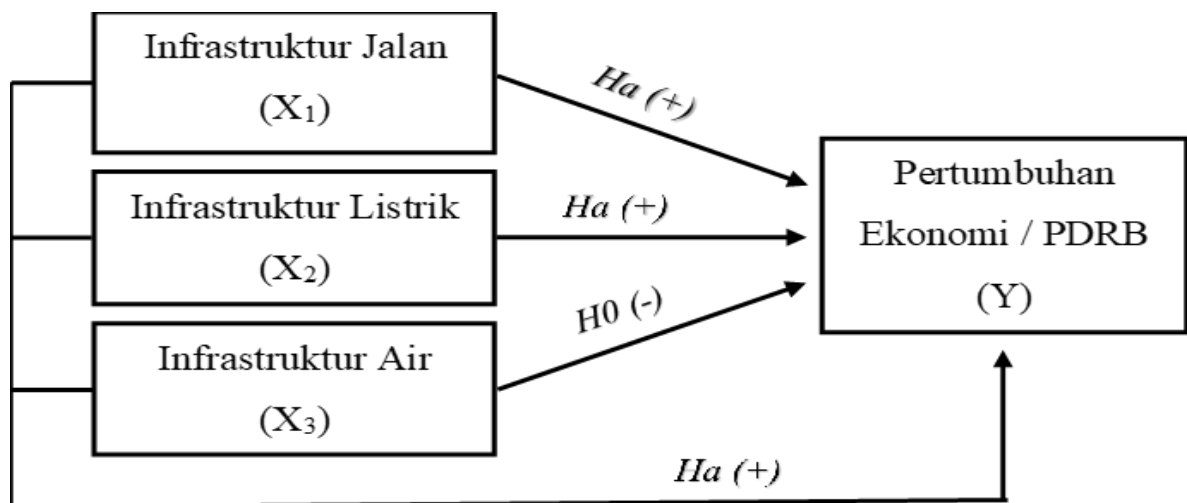 Infrastruktur Jalan
(X₁)
Ha (+)
Infrastruktur Listrik
(X₂)
Ha (+)
Infrastruktur Air
(X₃)
H0 (-)
Pertumbuhan
Ekonomi / PDRB
(Y)
Ha (+)